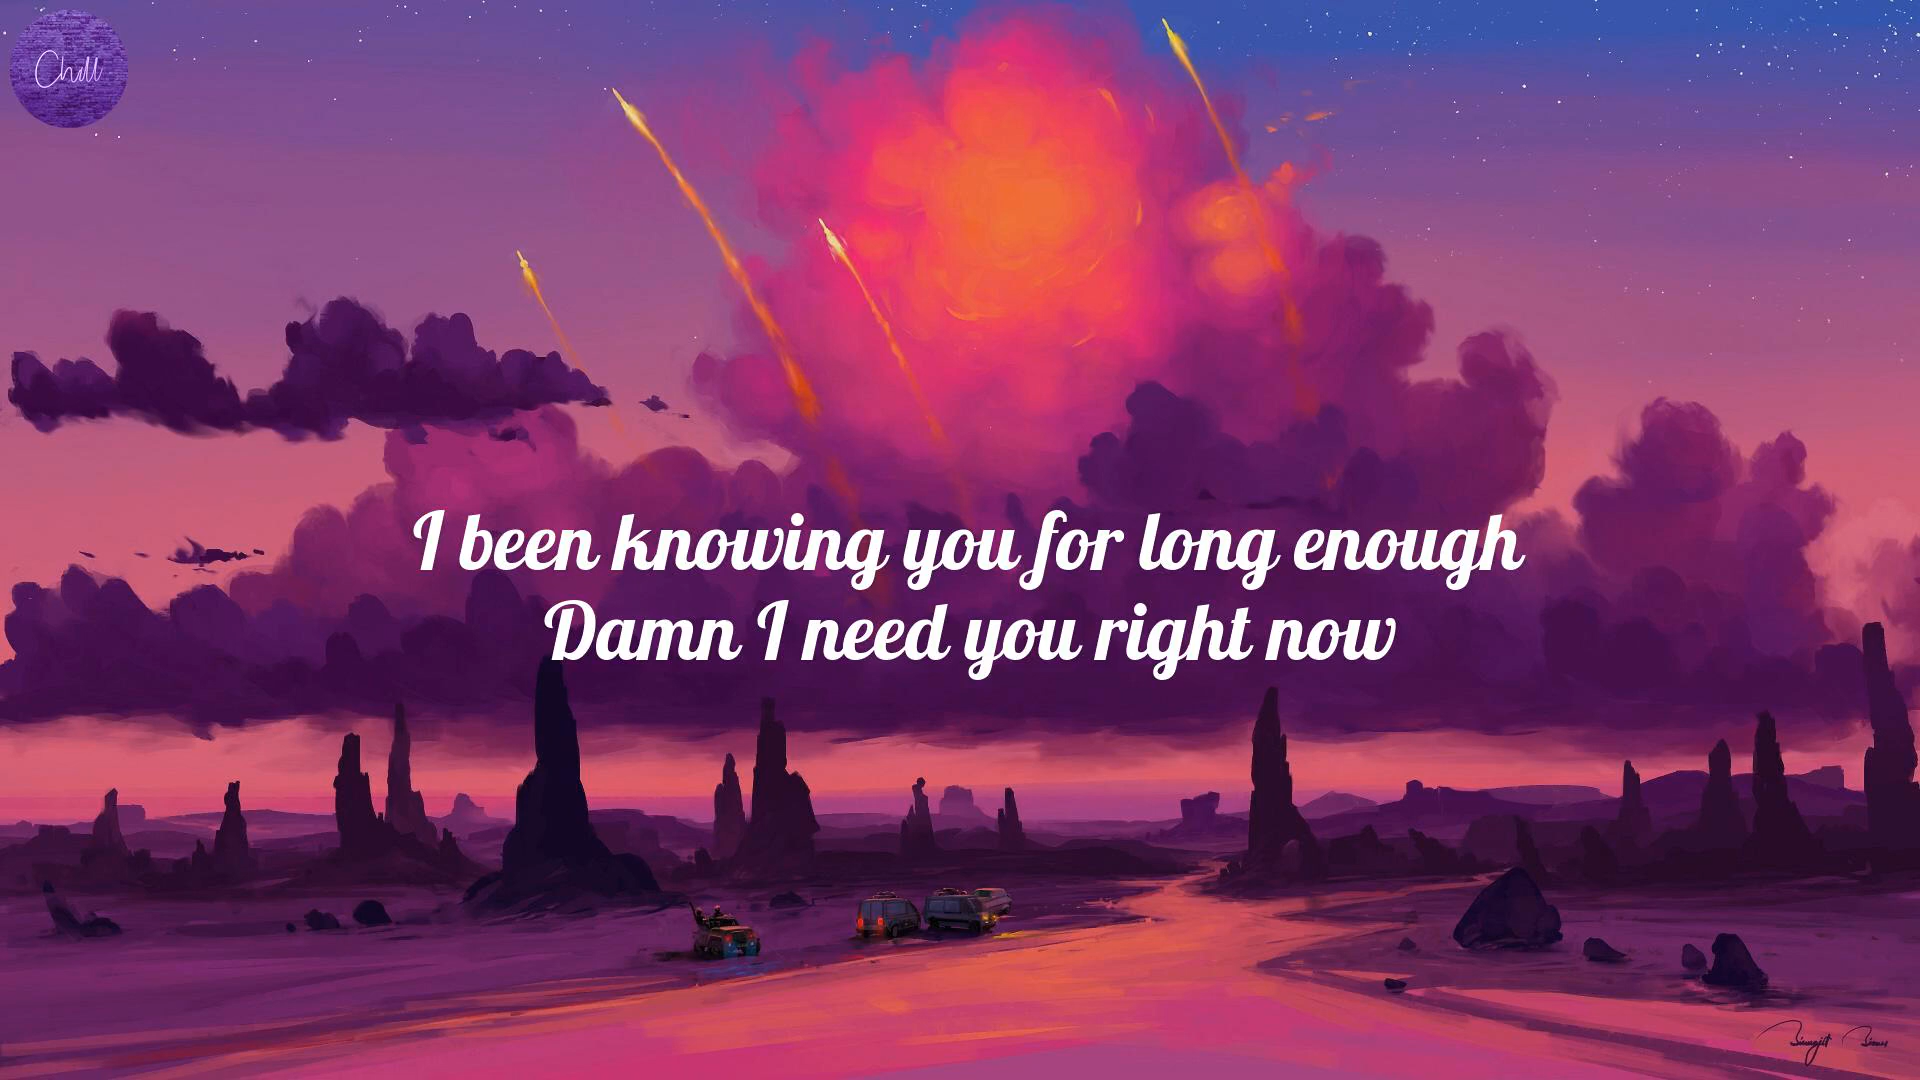 Chill
I been knowing you for long enough
Damn I need you right now